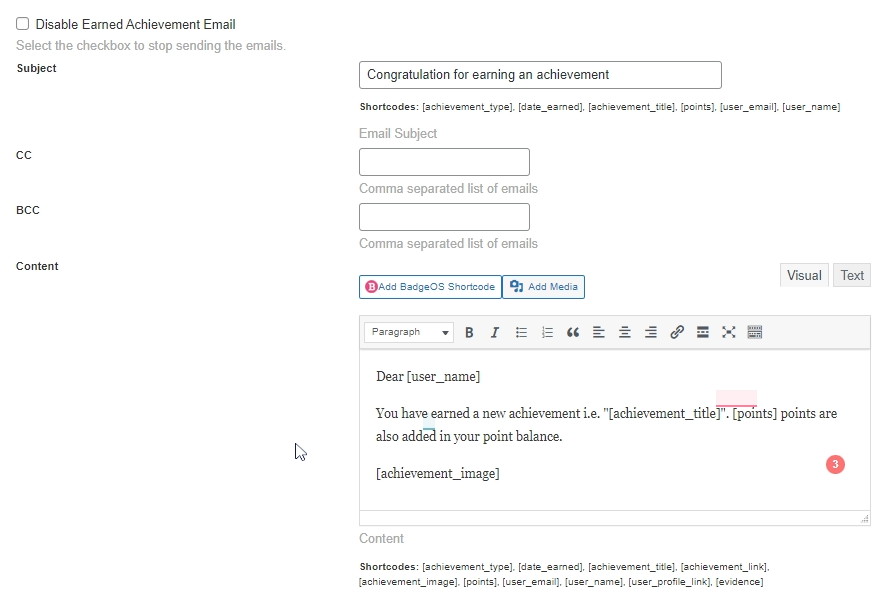 Disable Earned Achievement Email
Select the checkbox to stop sending the emails.
Subject
Congratulation for earning an achievement
Shortcodes: [achievement_type], [date_earned], [achievement_title], [points], [user_email], [user_name]
Email Subject
CC
Comma separated list of emails
BCC
Comma separated list of emails
Content
Visual Text
B Add BadgeOS Shortcode Add Media
Paragraph B I
Dear [user_name]
You have earned a new achievement i.e. "[achievement_title]". [points] points are
also added in your point balance.
[achievement_image]
3
Content
Shortcodes: [achievement_type], [date_earned], [achievement_title], [achievement_link],
[achievement_image], [points], [user_email], [user_name], [user_profile_link], [evidence]